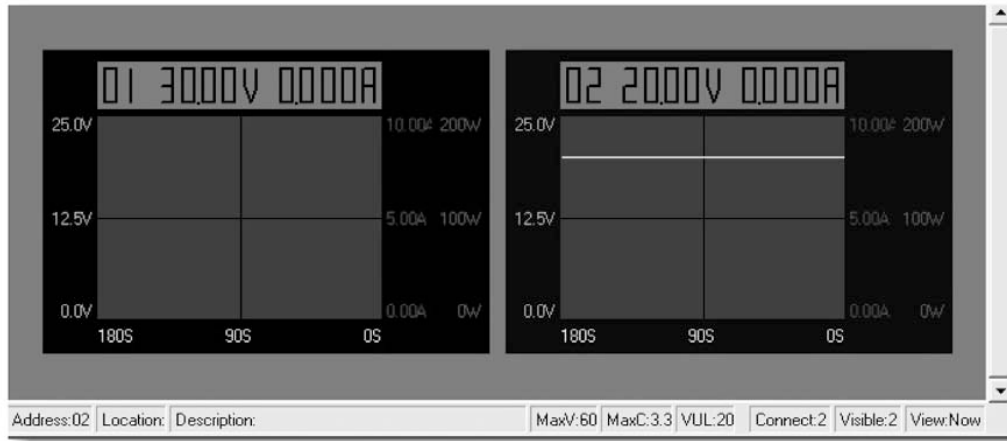 01 30.00V 0.000A
25.0V 10.00A 200W
12.5V 5.00A 100W
0.0V 0.00A 0W
180S 90S 0S
02 20.00V 0.000A
25.0V 10.00A 200W
12.5V 5.00A 100W
0.0V 0.00A 0W
180S 90S 0S
Address:02 Location: Description: MaxV:60 MaxC:3.3 VUL:20 Connect:2 Visible:2 View:Now